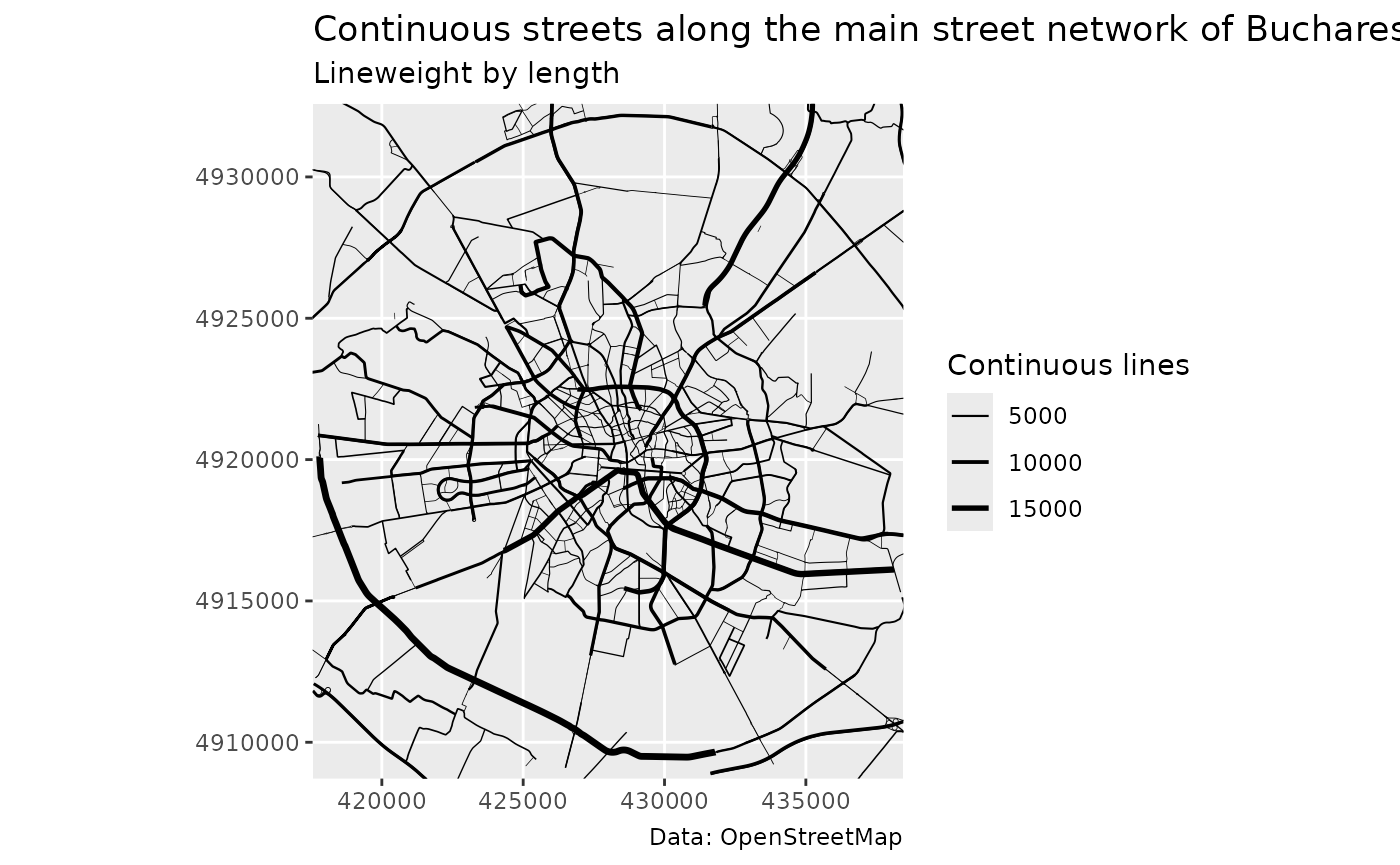 Continuous streets along the main street network of Buchares
Lineweight by length
4930000
4925000
4920000
4915000
4910000
420000 425000 430000 435000
Continuous lines
5000
10000
15000
Data: OpenStreetMap